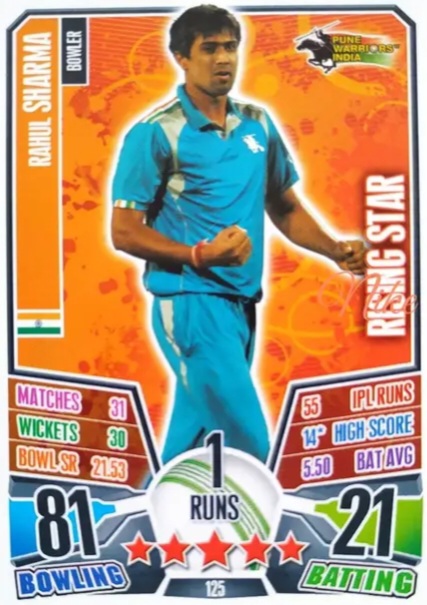 RAHUL SHARMA
BOWLER
PUNE
WARRIORS
INDIA
RISING STAR
MATCHES 31
WICKETS 30
BOWL SR 21.53
55 IPL RUNS
14* HIGH SCORE
5.50 BAT AVG
1
RUNS
81
BOWLING
21
BATTING
125